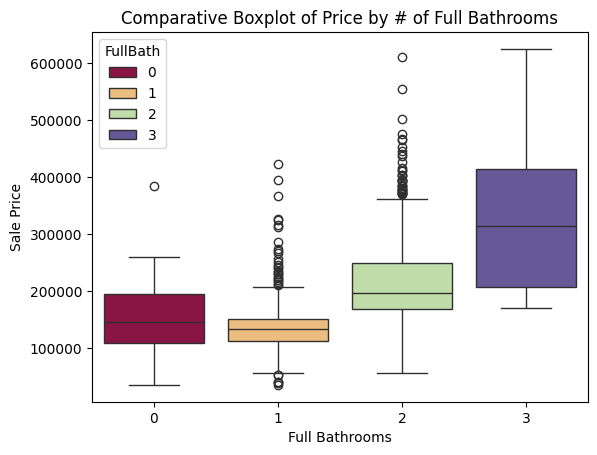 Comparative Boxplot of Price by # of Full Bathrooms
FullBath
0
1
2
3
600000
500000
400000
300000
200000
100000
Sale Price
0 1 2 3
Full Bathrooms